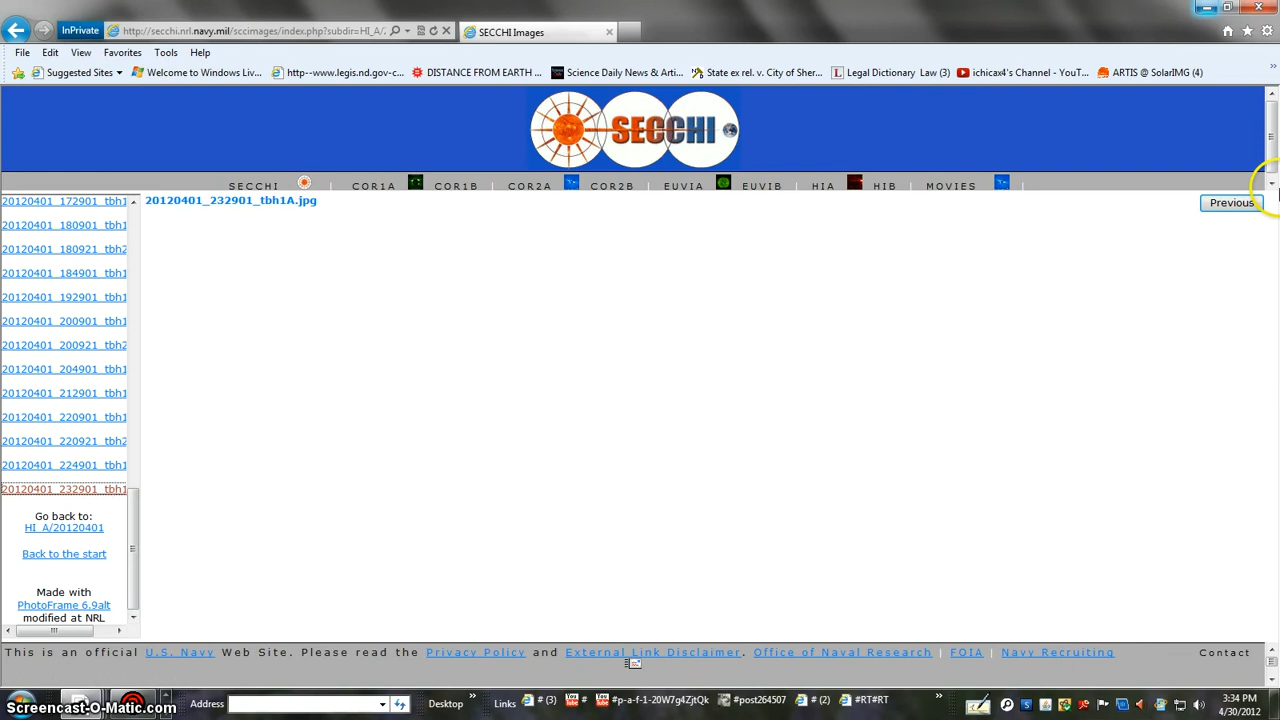 InPrivate
http://secchi.nrl.navy.mil/sccimages/index.php?subdir=HI_A/
SECCHI Images
File Edit View Favorites Tools Help
Suggested Sites
Welcome to Windows Liv...
http--www.legis.nd.gov-c...
DISTANCE FROM EARTH ...
Science Daily News & Arti...
State ex rel. v. City of Sher...
Legal Dictionary Law (3)
ichicax4's Channel - YouT...
ARTIS @ SolarIMG (4)
SECCHI
SECCHI | COR1A COR1B | COR2A COR2B | EUVIA EUVIB | HIA HIB | MOVIES |
20120401_172901_tbh1
20120401_180901_tbh1
20120401_180921_tbh2
20120401_184901_tbh1
20120401_192901_tbh1
20120401_200901_tbh1
20120401_200921_tbh2
20120401_204901_tbh1
20120401_212901_tbh1
20120401_220901_tbh1
20120401_220921_tbh2
20120401_224901_tbh1
20120401_232901_tbh1
Go back to:
HI_A/20120401
Back to the start
Made with
PhotoFrame 6.9alt
modified at NRL
20120401_232901_tbh1A.jpg
Previous
This is an official U.S. Navy Web Site. Please read the Privacy Policy and External Link Disclaimer. Office of Naval Research | FOIA | Navy Recruiting
Contact
Screencast-O-Matic.com
Address
Desktop
Links
# (3)
#
#p-a-f-1-20W7g4ZjtQk
#post264507
# (2)
#RT#RT
3:34 PM
4/30/2012